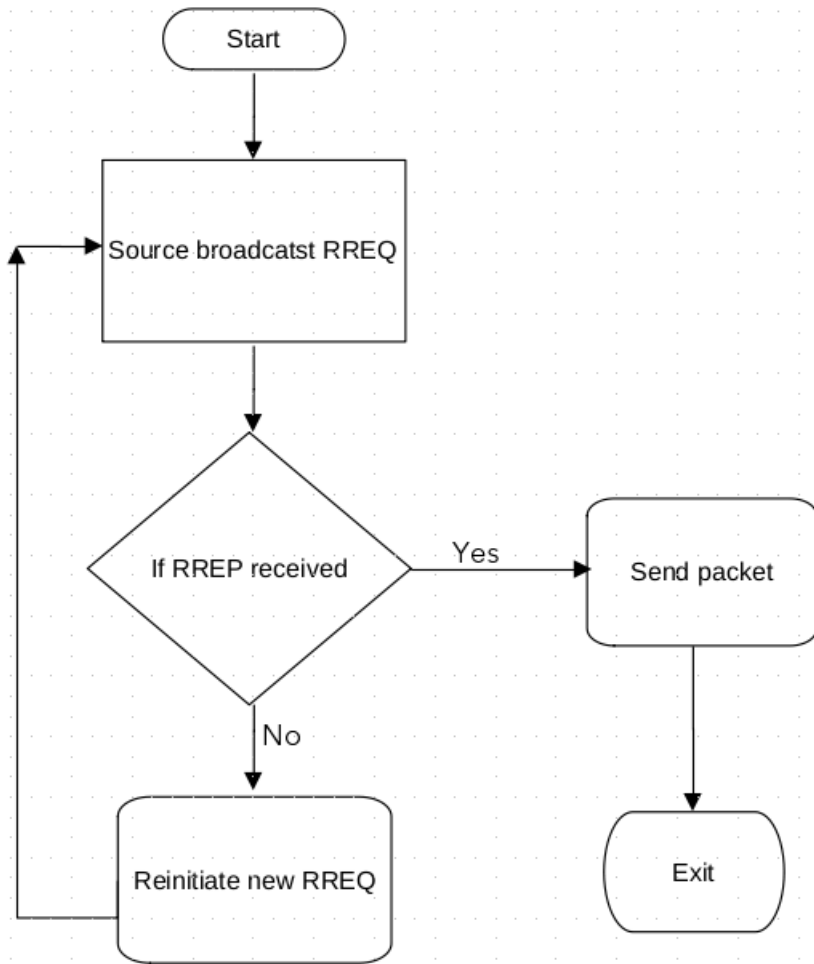 Start
Source broadcatst RREQ
If RREP received
Yes
Send packet
No
Reinitiate new RREQ
Exit